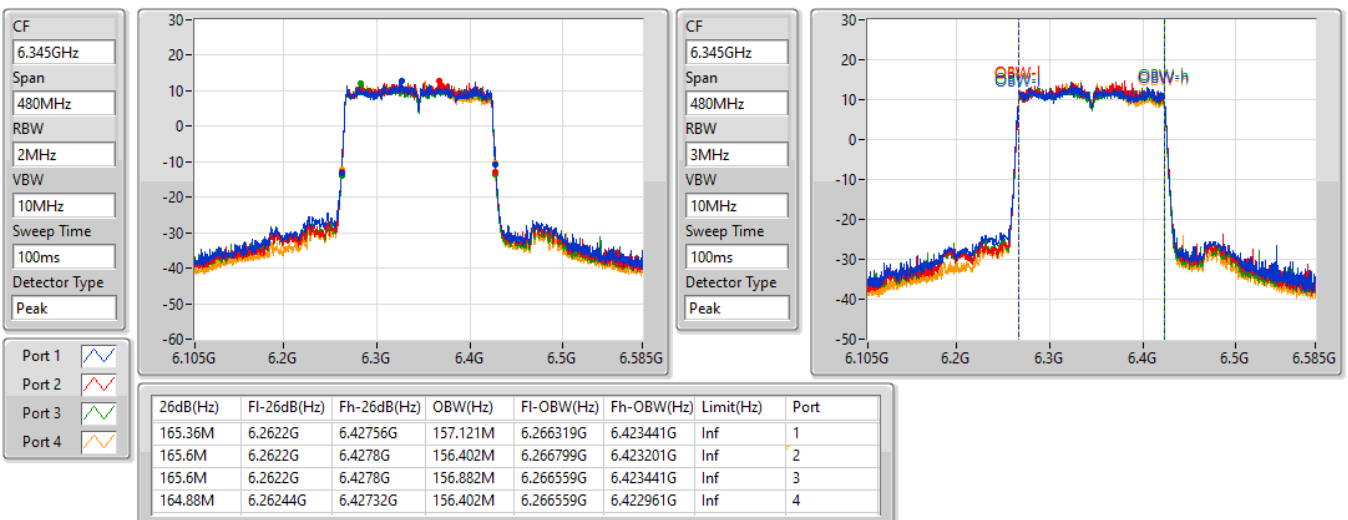 CF
6.345GHz
Span
480MHz
RBW
2MHz
VBW
10MHz
Sweep Time
100ms
Detector Type
Peak
30
20
10
0
-10
-20
-30
-40
-50
-60
6.105G 6.2G 6.3G 6.4G 6.5G 6.585G
CF
6.345GHz
Span
480MHz
RBW
3MHz
VBW
10MHz
Sweep Time
100ms
Detector Type
Peak
30
20
10
0
-10
-20
-30
-40
-50
OBW-l OBW-h
6.105G 6.2G 6.3G 6.4G 6.5G 6.585G
Port 1
Port 2
Port 3
Port 4
26dB(Hz) Fl-26dB(Hz) Fh-26dB(Hz) OBW(Hz) Fl-OBW(Hz) Fh-OBW(Hz) Limit(Hz) Port
165.36M 6.2622G 6.42756G 157.121M 6.266319G 6.423441G Inf 1
165.6M 6.2622G 6.4278G 156.402M 6.266799G 6.423201G Inf 2
165.6M 6.2622G 6.4278G 156.882M 6.266559G 6.423441G Inf 3
164.88M 6.26244G 6.42732G 156.402M 6.266559G 6.422961G Inf 4